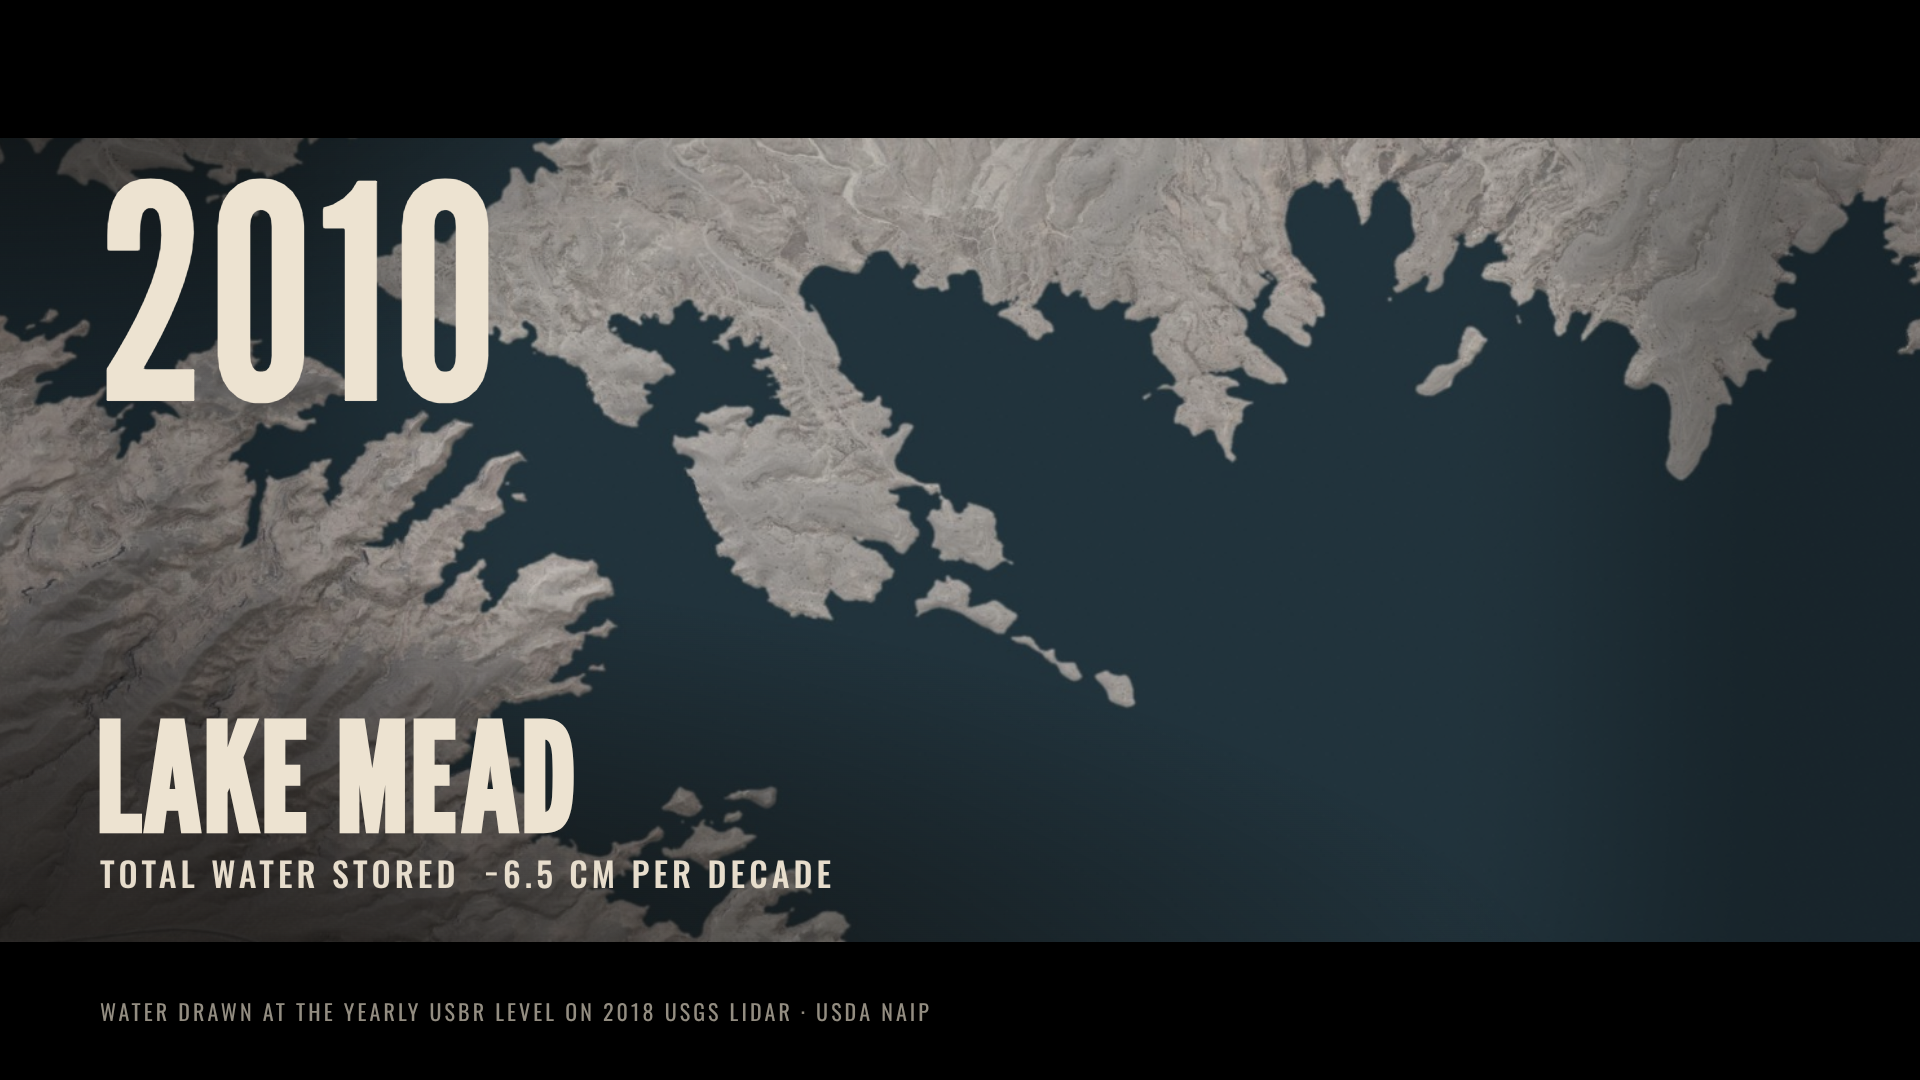 2010
LAKE MEAD
TOTAL WATER STORED −6.5 CM PER DECADE
WATER DRAWN AT THE YEARLY USBR LEVEL ON 2018 USGS LIDAR · USDA NAIP